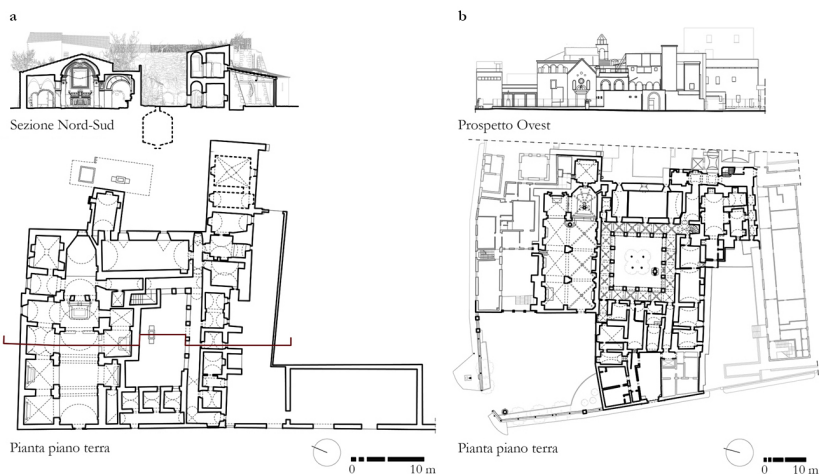 a
Sezione Nord-Sud
Pianta piano terra
0 10 m
b
Prospetto Ovest
Pianta piano terra
0 10 m